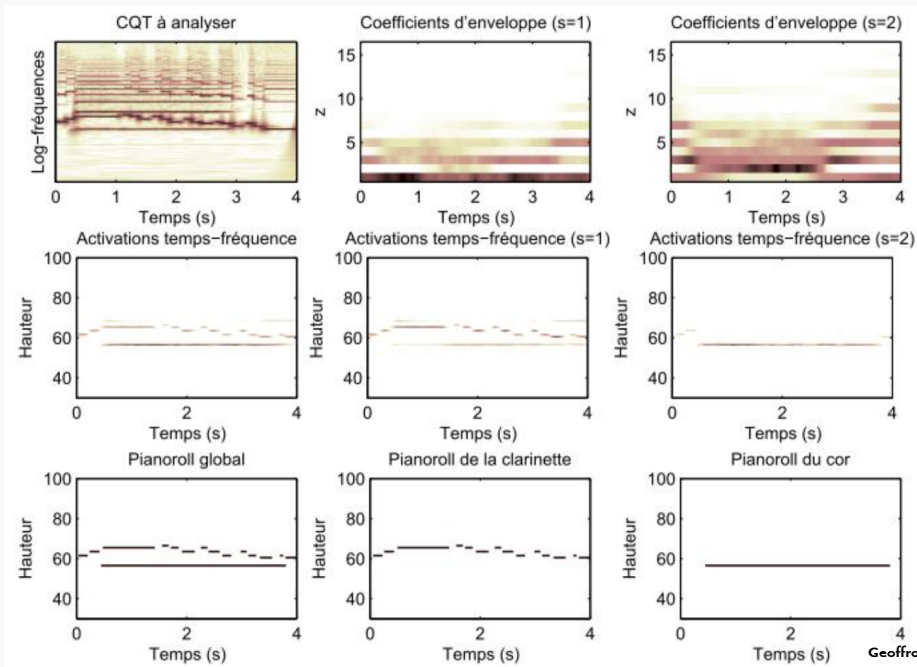 CQT à analyser
Log−fréquences
0 1 2 3 4
Temps (s)
Coefficients d'enveloppe (s=1)
z
15
10
5
0 1 2 3 4
Temps (s)
Coefficients d'enveloppe (s=2)
z
15
10
5
0 1 2 3 4
Temps (s)
Activations temps−fréquence
Hauteur
100
80
60
40
0 2 4
Temps (s)
Activations temps−fréquence (s=1)
Hauteur
100
80
60
40
0 2 4
Temps (s)
Activations temps−fréquence (s=2)
Hauteur
100
80
60
40
0 2 4
Temps (s)
Pianoroll global
Hauteur
100
80
60
40
0 2 4
Temps (s)
Pianoroll de la clarinette
Hauteur
100
80
60
40
0 2 4
Temps (s)
Pianoroll du cor
Hauteur
100
80
60
40
0 2 4
Temps (s)